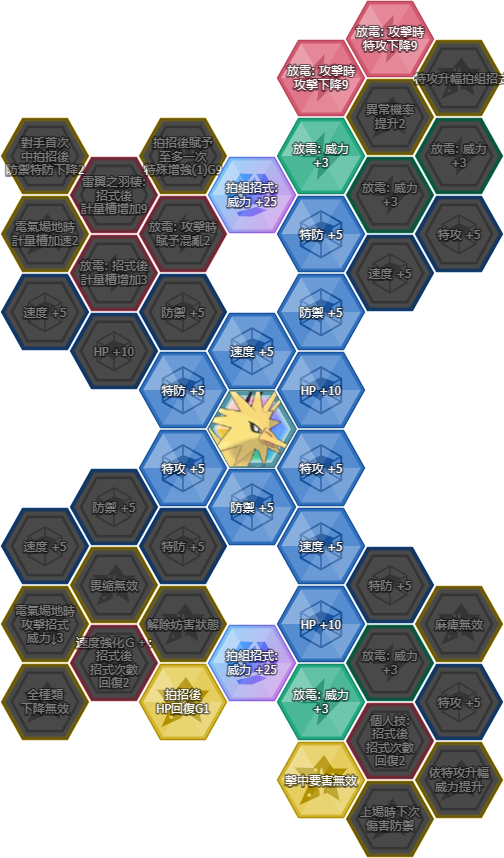 放電: 攻擊時
特攻下降9
放電: 攻擊時
攻擊下降9
特攻升幅拍组招式
異常機率
提升2
對手首次
中拍招後
防禦特防下降2
拍招後賦予
至多一次
特殊增強(1)G9
放電: 威力
+3
放電: 威力
+3
雷翼之羽棲:
招式後
計量槽增加9
拍組招式:
威力 +25
放電: 威力
+3
電氣場地時
計量槽加速2
放電: 攻擊時
賦予混亂2
特防 +5
特攻 +5
放電: 招式後
計量槽增加3
速度 +5
速度 +5
防禦 +5
防禦 +5
HP +10
速度 +5
特防 +5
HP +10
特攻 +5
特攻 +5
防禦 +5
防禦 +5
速度 +5
特防 +5
速度 +5
畏縮無效
特防 +5
電氣場地時
攻擊招式
威力↓3
解除妨害狀態
HP +10
麻痺無效
速度強化G +:
招式後
招式次數
回復2
拍組招式:
威力 +25
放電: 威力
+3
全種類
下降無效
拍招後
HP回復G1
放電: 威力
+3
特攻 +5
個人技:
招式後
招式次數
回復2
擊中要害無效
依特攻升幅
威力提升
上場時下次
傷害防禦